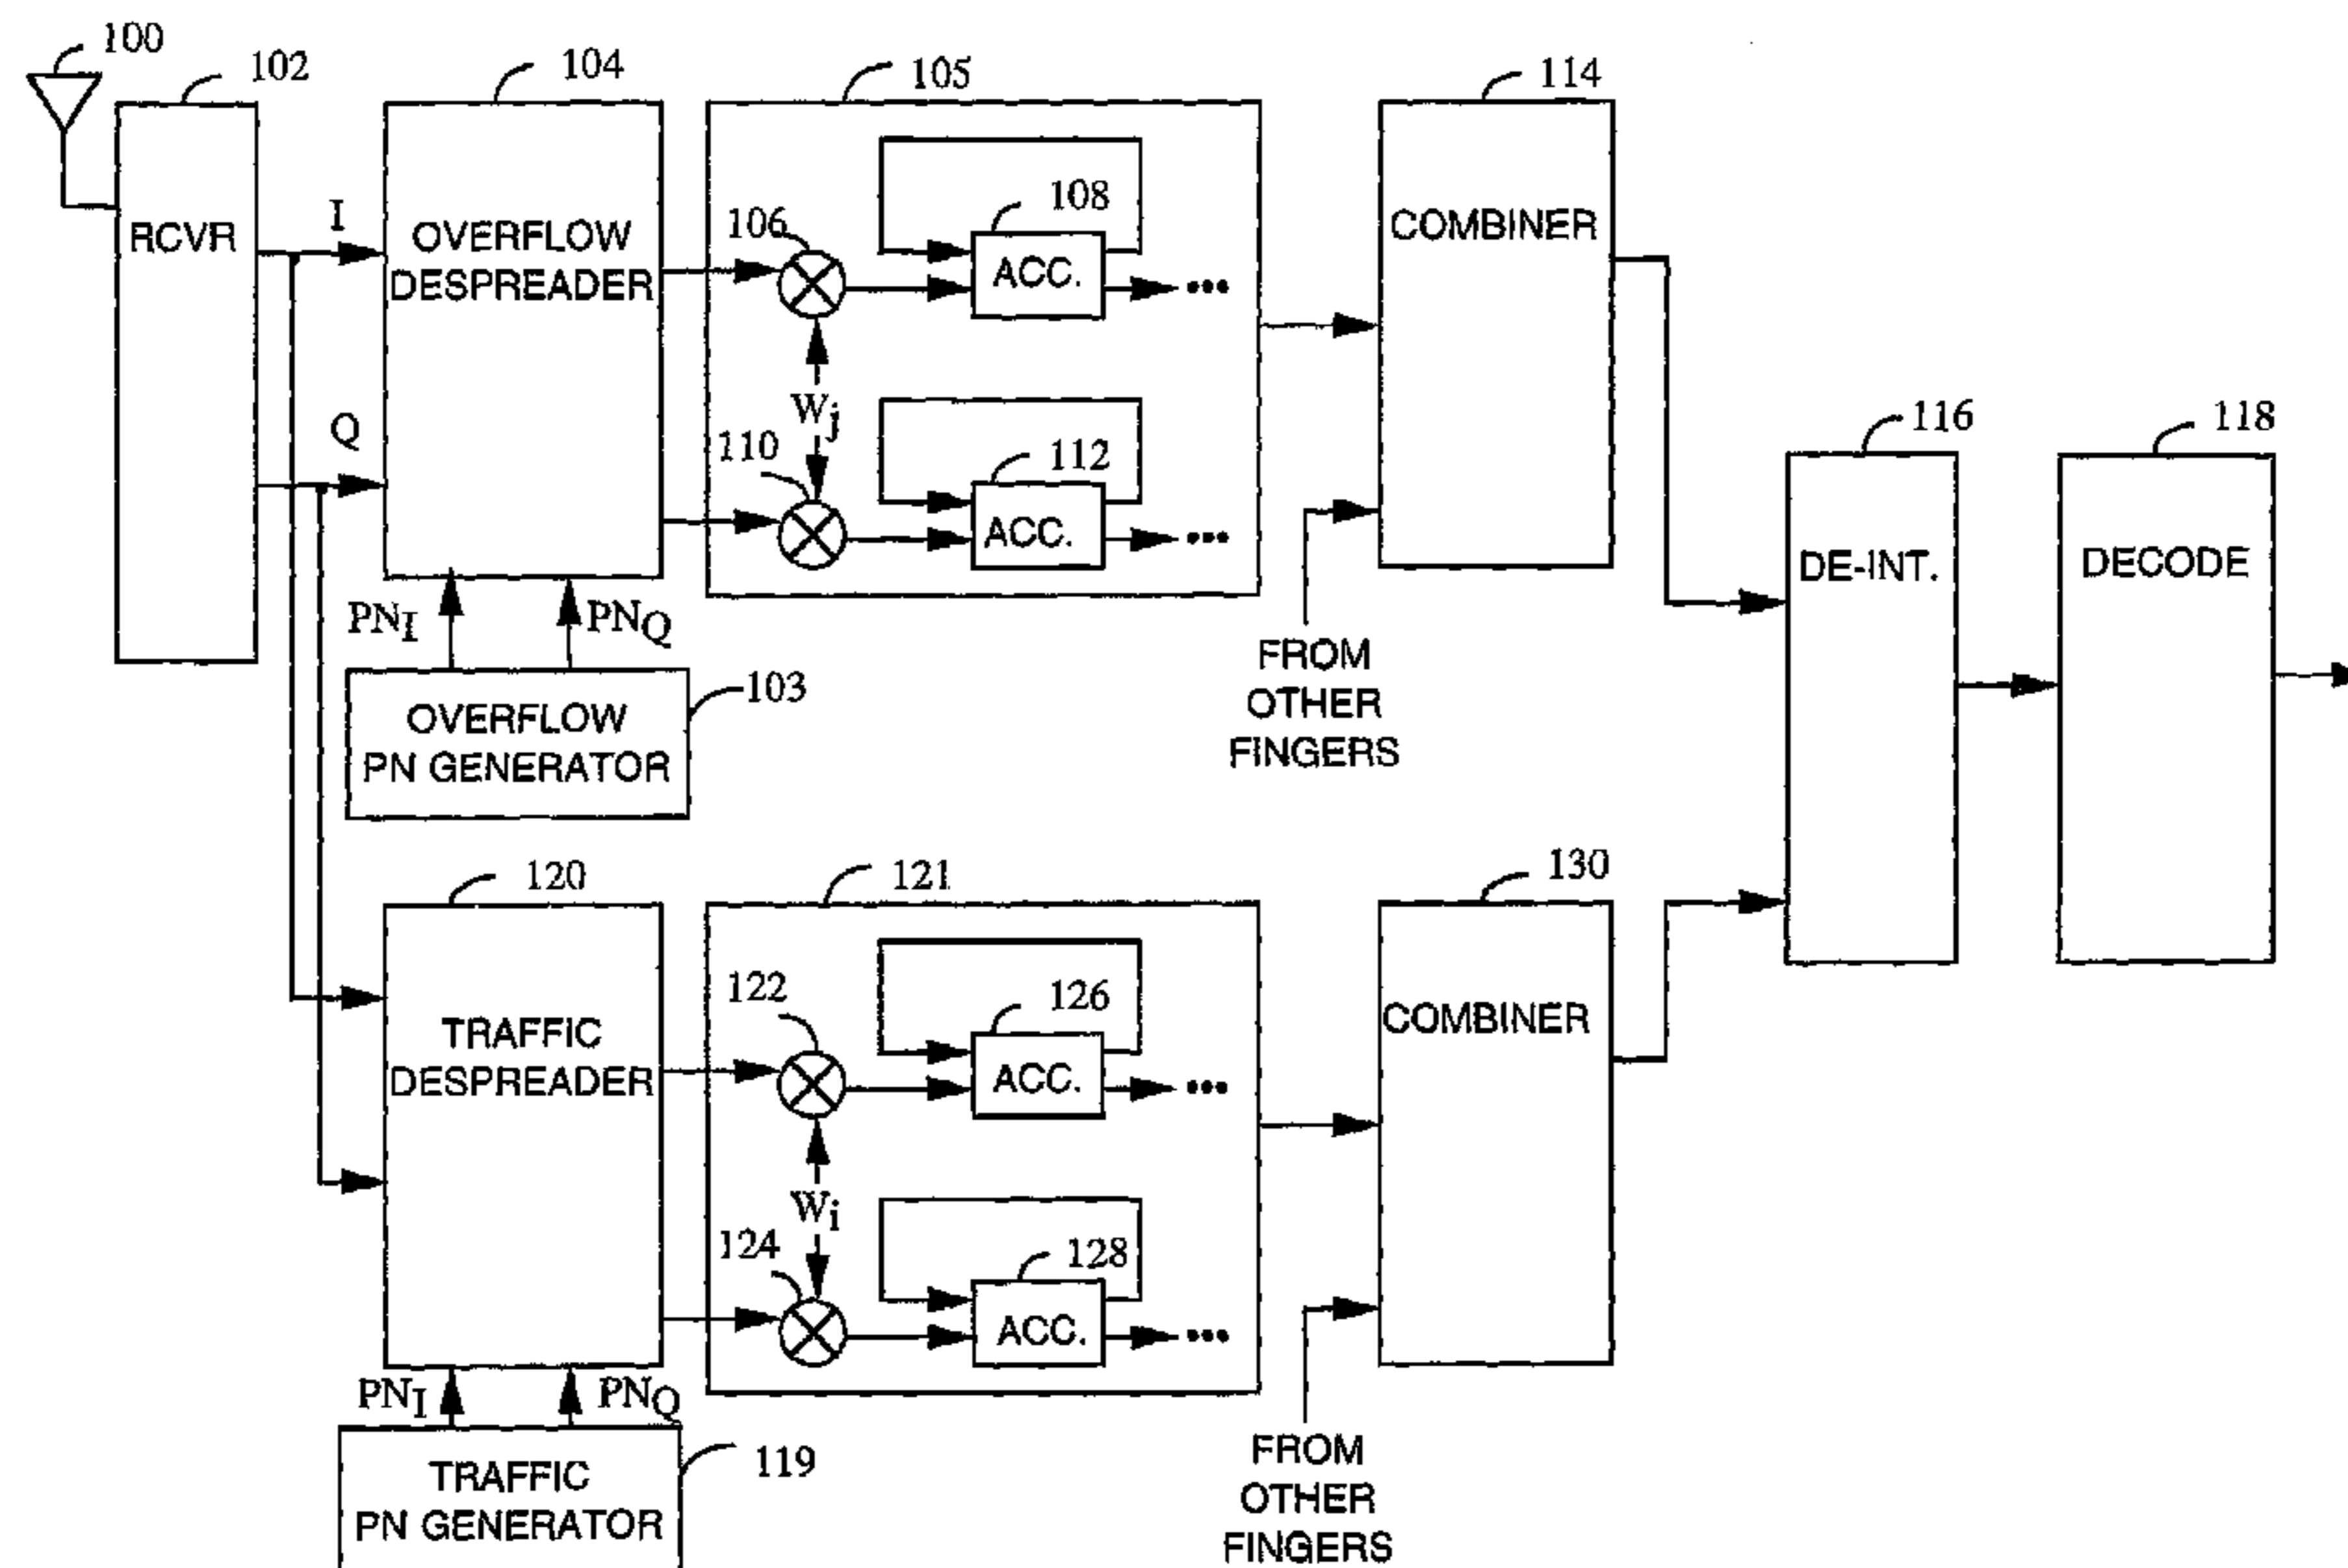 100
102
104
105
114
RCVR
I
Q
OVERFLOW
DESPREADER
106
108
ACC.
•••
Wj
110
112
ACC.
•••
COMBINER
116
118
DE-INT.
DECODE
PNI
PNQ
OVERFLOW
PN GENERATOR
103
FROM
OTHER
FINGERS
120
121
130
TRAFFIC
DESPREADER
122
126
ACC.
•••
Wi
124
128
ACC.
•••
COMBINER
PNI
PNQ
TRAFFIC
PN GENERATOR
119
FROM
OTHER
FINGERS